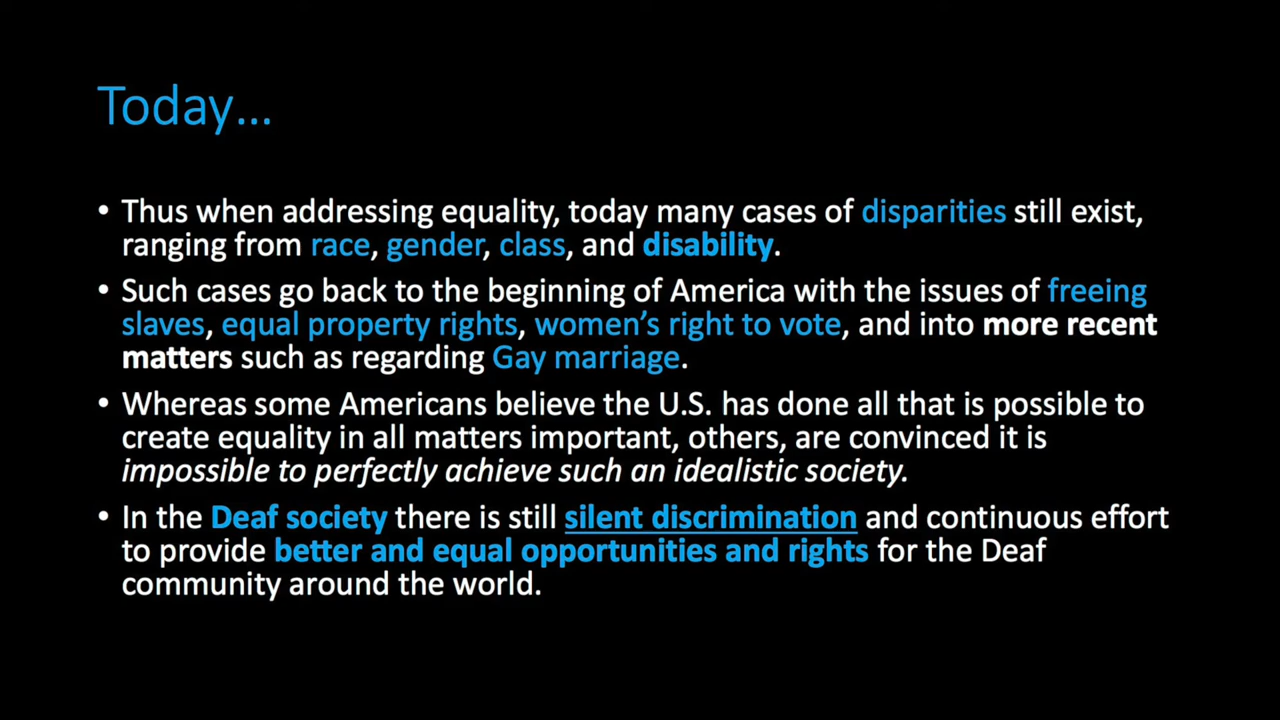 Today...
• Thus when addressing equality, today many cases of disparities still exist,
ranging from race, gender, class, and disability.
• Such cases go back to the beginning of America with the issues of freeing
slaves, equal property rights, women’s right to vote, and into more recent
matters such as regarding Gay marriage.
• Whereas some Americans believe the U.S. has done all that is possible to
create equality in all matters important, others, are convinced it is
impossible to perfectly achieve such an idealistic society.
• In the Deaf society there is still silent discrimination and continuous effort
to provide better and equal opportunities and rights for the Deaf
community around the world.